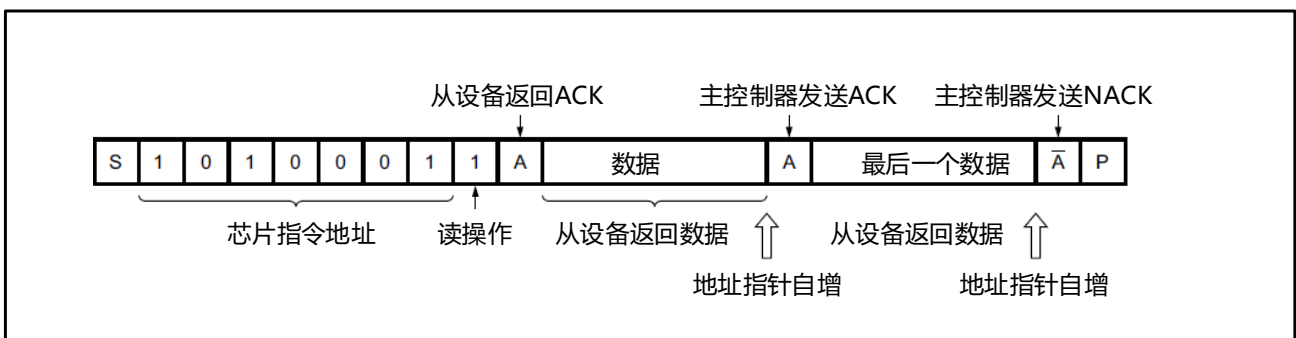 从设备返回ACK 主控制器发送ACK 主控制器发送NACK
S 1 0 1 0 0 0 1 1 A 数据 A 最后一个数据 A̅ P
芯片指令地址 读操作 从设备返回数据 从设备返回数据
地址指针自增 地址指针自增